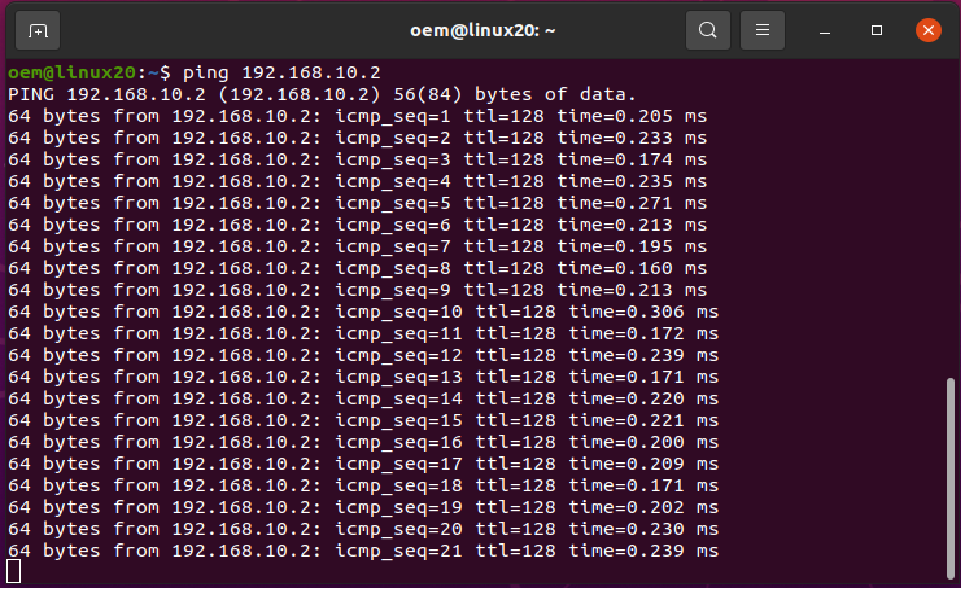 oem@linux20: ~
oem@linux20:~$ ping 192.168.10.2
PING 192.168.10.2 (192.168.10.2) 56(84) bytes of data.
64 bytes from 192.168.10.2: icmp_seq=1 ttl=128 time=0.205 ms
64 bytes from 192.168.10.2: icmp_seq=2 ttl=128 time=0.233 ms
64 bytes from 192.168.10.2: icmp_seq=3 ttl=128 time=0.174 ms
64 bytes from 192.168.10.2: icmp_seq=4 ttl=128 time=0.235 ms
64 bytes from 192.168.10.2: icmp_seq=5 ttl=128 time=0.271 ms
64 bytes from 192.168.10.2: icmp_seq=6 ttl=128 time=0.213 ms
64 bytes from 192.168.10.2: icmp_seq=7 ttl=128 time=0.195 ms
64 bytes from 192.168.10.2: icmp_seq=8 ttl=128 time=0.160 ms
64 bytes from 192.168.10.2: icmp_seq=9 ttl=128 time=0.213 ms
64 bytes from 192.168.10.2: icmp_seq=10 ttl=128 time=0.306 ms
64 bytes from 192.168.10.2: icmp_seq=11 ttl=128 time=0.172 ms
64 bytes from 192.168.10.2: icmp_seq=12 ttl=128 time=0.239 ms
64 bytes from 192.168.10.2: icmp_seq=13 ttl=128 time=0.171 ms
64 bytes from 192.168.10.2: icmp_seq=14 ttl=128 time=0.220 ms
64 bytes from 192.168.10.2: icmp_seq=15 ttl=128 time=0.221 ms
64 bytes from 192.168.10.2: icmp_seq=16 ttl=128 time=0.200 ms
64 bytes from 192.168.10.2: icmp_seq=17 ttl=128 time=0.209 ms
64 bytes from 192.168.10.2: icmp_seq=18 ttl=128 time=0.171 ms
64 bytes from 192.168.10.2: icmp_seq=19 ttl=128 time=0.202 ms
64 bytes from 192.168.10.2: icmp_seq=20 ttl=128 time=0.230 ms
64 bytes from 192.168.10.2: icmp_seq=21 ttl=128 time=0.239 ms